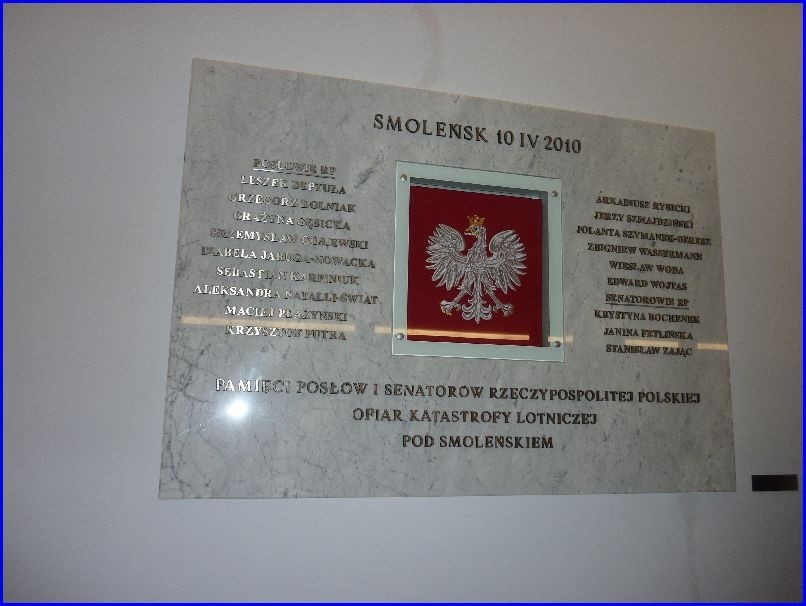 SMOLEŃSK 10 IV 2010
POSŁOWIE RP
LESZEK DEPTUŁA
GRZEGORZ DOLNIAK
GRAŻYNA GĘSICKA
PRZEMYSŁAW GOSIEWSKI
IZABELA JARUGA-NOWACKA
SEBASTIAN KARPINIUK
ALEKSANDRA NATALLI-ŚWIAT
MACIEJ PŁAŻYŃSKI
KRZYSZTOF PUTRA
ARKADIUSZ RYBICKI
JERZY SZMAJDZIŃSKI
JOLANTA SZYMANEK-DERESZ
ZBIGNIEW WASSERMANN
WIESŁAW WODA
EDWARD WOJTAS
SENATOROWIE RP
KRYSTYNA BOCHENEK
JANINA FETLIŃSKA
STANISŁAW ZAJĄC
PAMIĘCI POSŁÓW I SENATORÓW RZECZYPOSPOLITEJ POLSKIEJ
OFIAR KATASTROFY LOTNICZEJ
POD SMOLEŃSKIEM